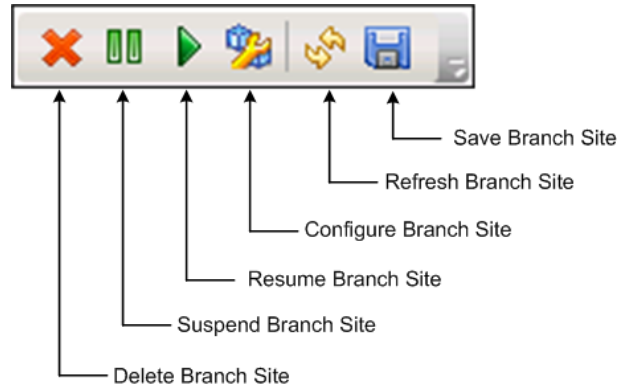 Save Branch Site
Refresh Branch Site
Configure Branch Site
Resume Branch Site
Suspend Branch Site
Delete Branch Site